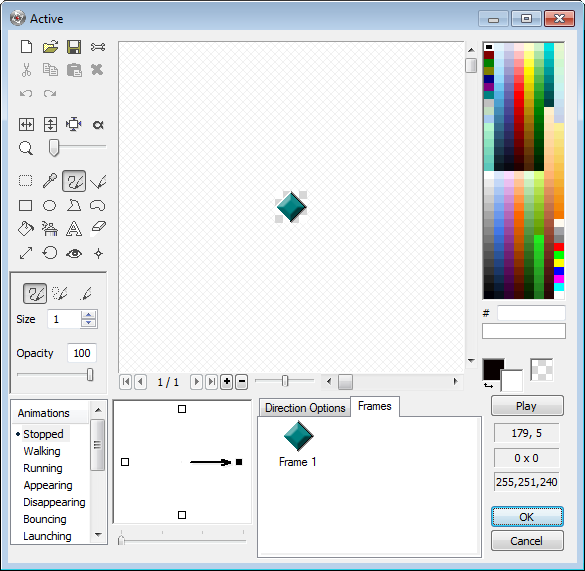 Active
Size 1
Opacity 100
1 / 1
#
Animations
Stopped
Walking
Running
Appearing
Disappearing
Bouncing
Launching
Direction Options Frames
Frame 1
Play
179, 5
0 x 0
255,251,240
OK
Cancel